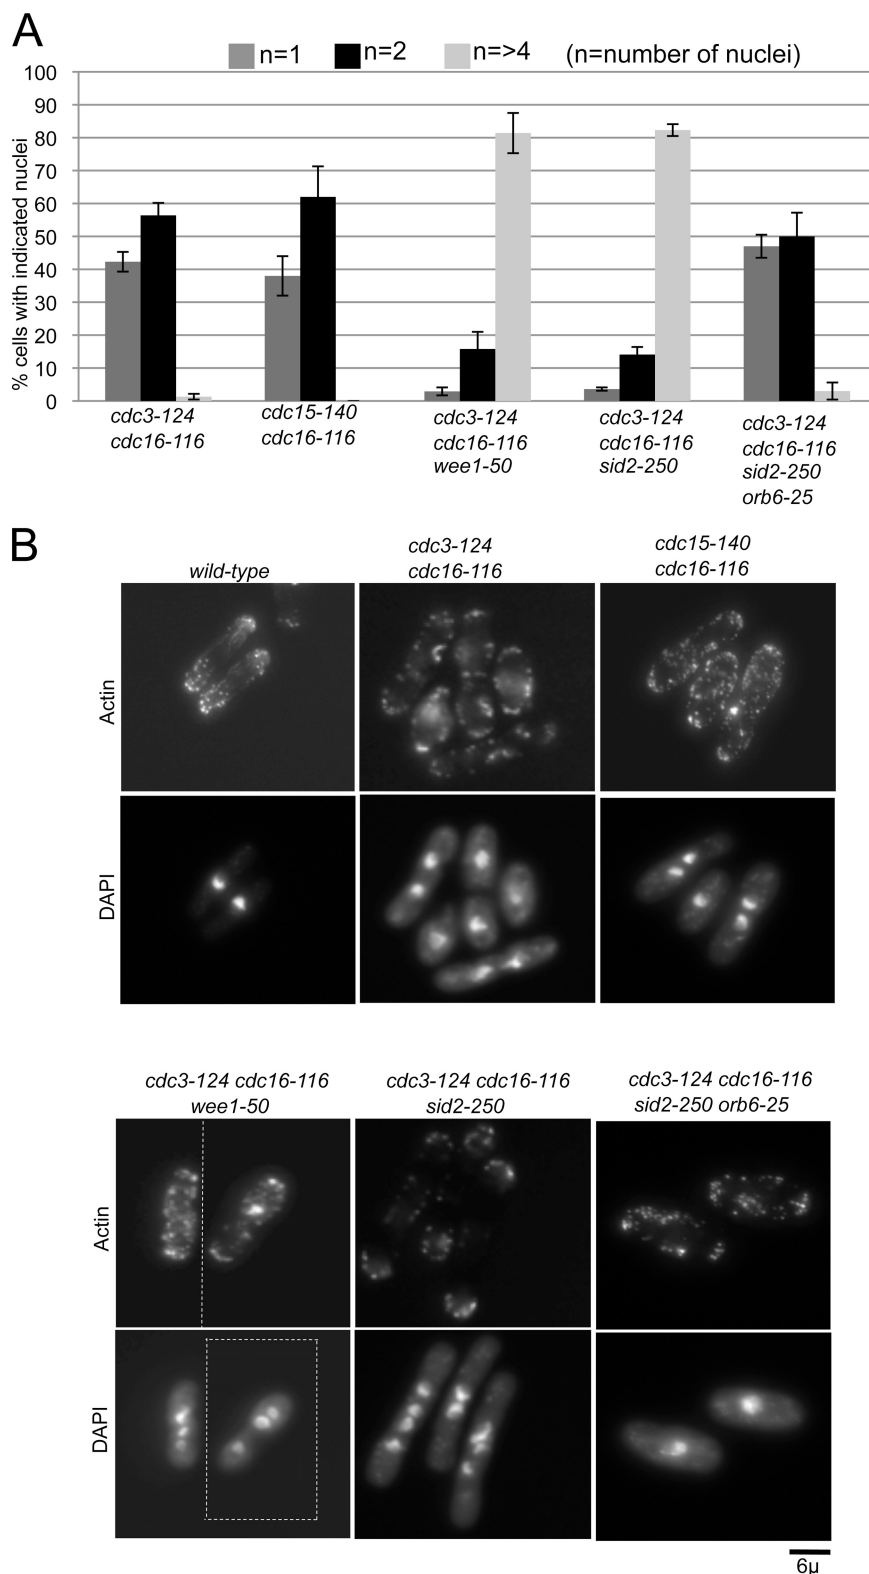 A
n=1 n=2 n=>4 (n=number of nuclei)
% cells with indicated nuclei
100
90
80
70
60
50
40
30
20
10
0
cdc3-124
cdc16-116
cdc15-140
cdc16-116
cdc3-124
cdc16-116
wee1-50
cdc3-124
cdc16-116
sid2-250
cdc3-124
cdc16-116
sid2-250
orb6-25
B
wild-type
cdc3-124
cdc16-116
cdc15-140
cdc16-116
Actin
DAPI
cdc3-124 cdc16-116
wee1-50
cdc3-124 cdc16-116
sid2-250
cdc3-124 cdc16-116
sid2-250 orb6-25
Actin
DAPI
6µ